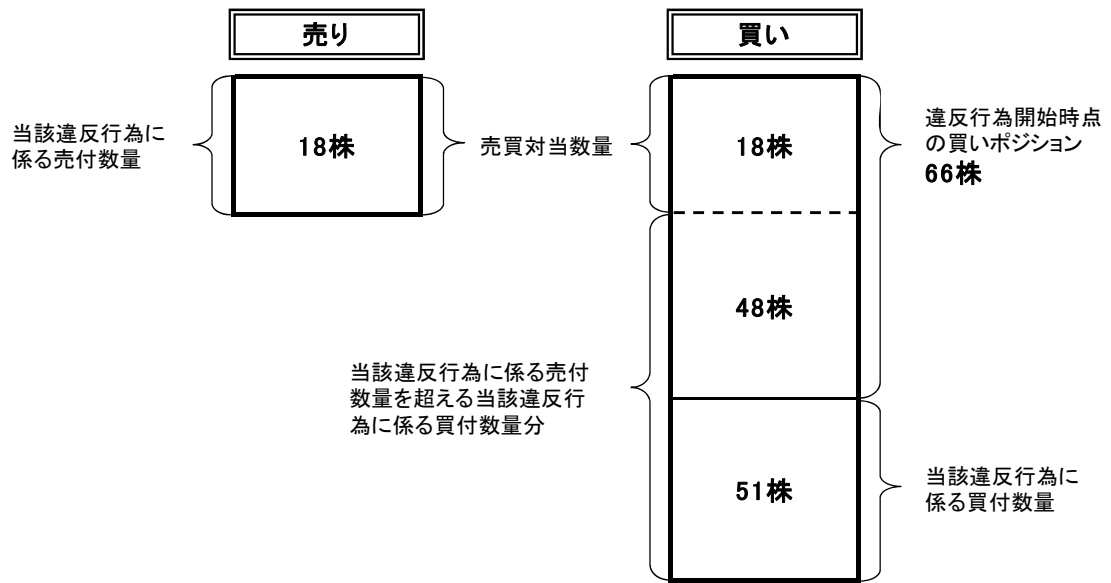 売り
買い
当該違反行為に
係る売付数量
18株
売買対当数量
18株
違反行為開始時点
の買いポジション
66株
48株
当該違反行為に係る売付
数量を超える当該違反行
為に係る買付数量分
51株
当該違反行為に
係る買付数量